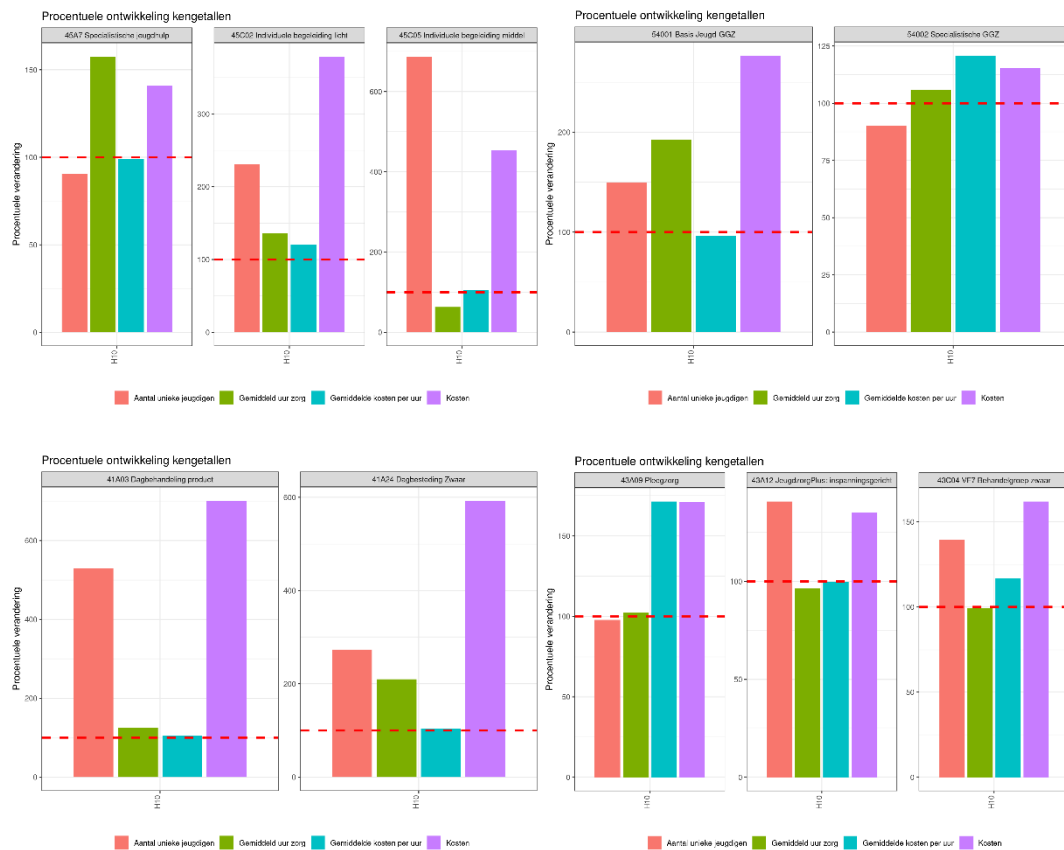 Procentuele ontwikkeling kengetallen
45A7 Specialistische jeugdhulp
45C02 Individuele begeleiding licht
45C05 Individuele begeleiding middel
Procentuele verandering
150
100
50
0
300
200
100
0
600
400
200
0
H10
H10
H10
Aantal unieke jeugdigen
Gemiddeld uur zorg
Gemiddelde kosten per uur
Kosten
Procentuele ontwikkeling kengetallen
54001 Basis Jeugd GGZ
54002 Specialistische GGZ
Procentuele verandering
200
100
0
125
100
75
50
25
0
H10
H10
Aantal unieke jeugdigen
Gemiddeld uur zorg
Gemiddelde kosten per uur
Kosten
Procentuele ontwikkeling kengetallen
41A03 Dagbehandeling product
41A24 Dagbesteding Zwaar
Procentuele verandering
600
400
200
0
600
400
200
0
H10
H10
Aantal unieke jeugdigen
Gemiddeld uur zorg
Gemiddelde kosten per uur
Kosten
Procentuele ontwikkeling kengetallen
43A09 Pleegzorg
43A12 JeugdzorgPlus: inspanningsgericht
43C04 VF7 Behandelgroep zwaar
Procentuele verandering
150
100
50
0
100
50
0
150
100
50
0
H10
H10
H10
Aantal unieke jeugdigen
Gemiddeld uur zorg
Gemiddelde kosten per uur
Kosten